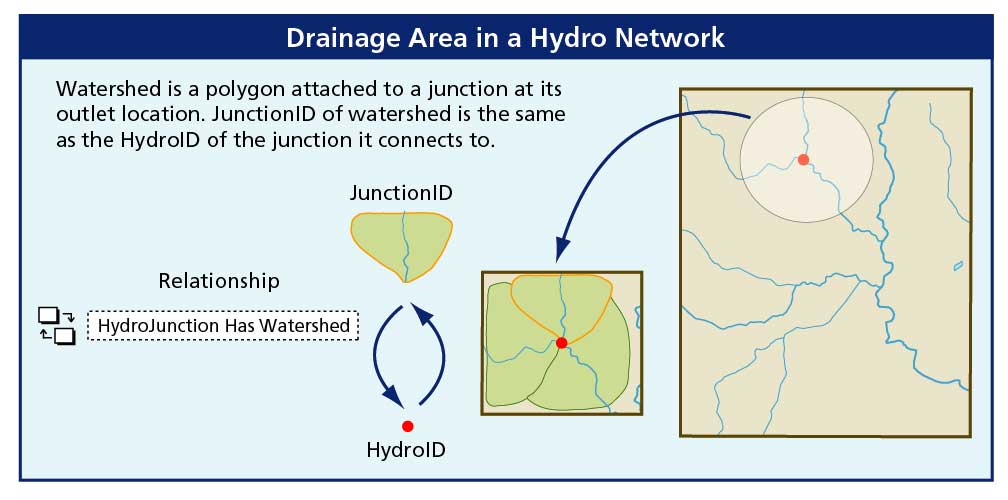 Drainage Area in a Hydro Network
Watershed is a polygon attached to a junction at its
outlet location. JunctionID of watershed is the same
as the HydroID of the junction it connects to.
JunctionID
Relationship
HydroJunction Has Watershed
HydroID